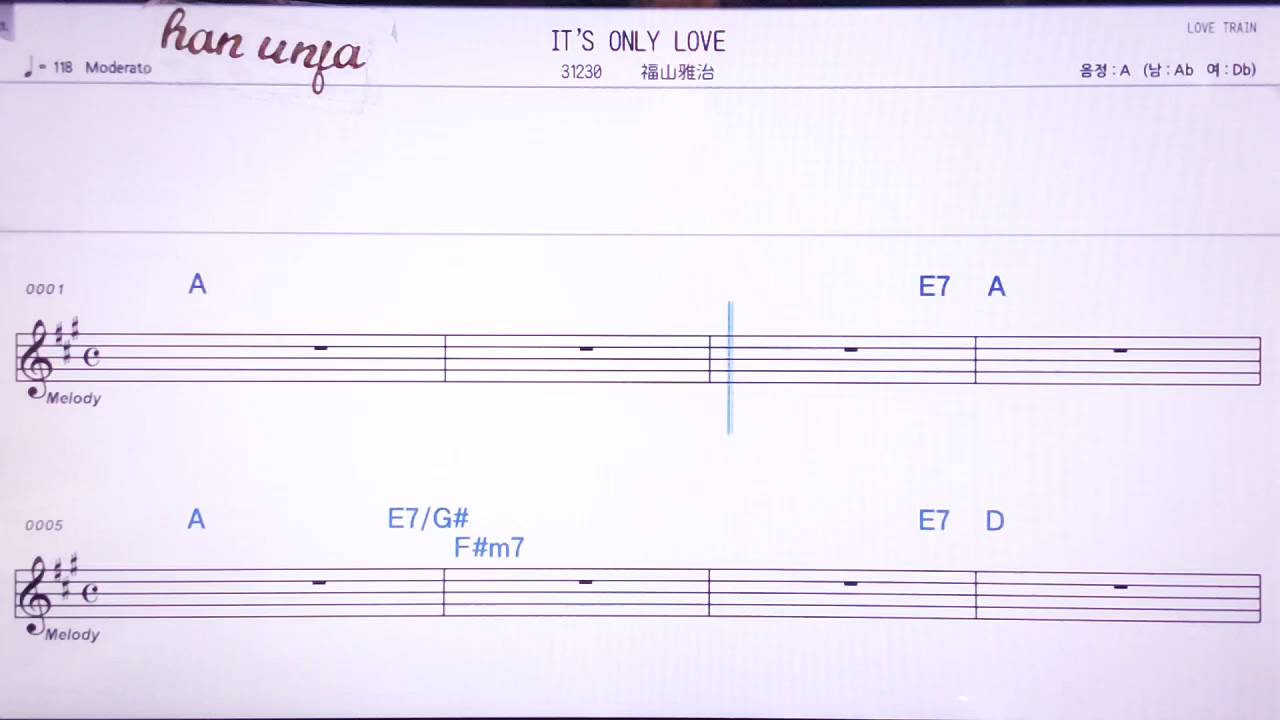 han unfa
IT'S ONLY LOVE
LOVE TRAIN
♩= 118 Moderato
31230 福山雅治
음정 : A (남 : Ab 여 : Db)
0001 A E7 A
Melody
0005 A E7/G# F#m7 E7 D
Melody